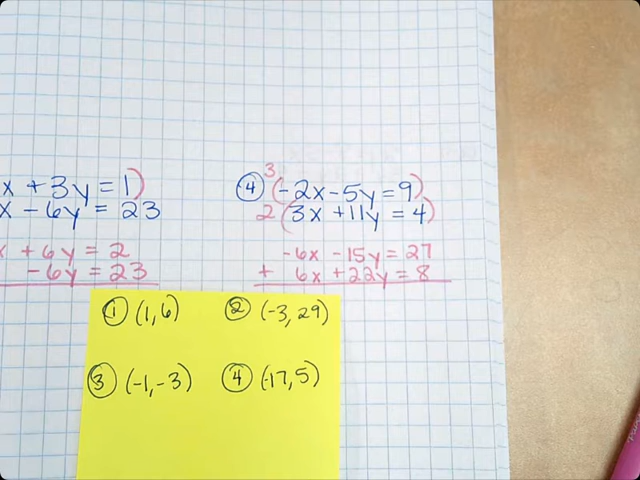 x + 3y = 1)
x - 6y = 23
x + 6y = 2
- 6y = 23
④ 3(-2x - 5y = 9)
2(3x + 11y = 4)
-6x - 15y = 27
+ 6x + 22y = 8
① (1, 6) ② (-3, 29)
③ (-1, -3) ④ (-17, 5)